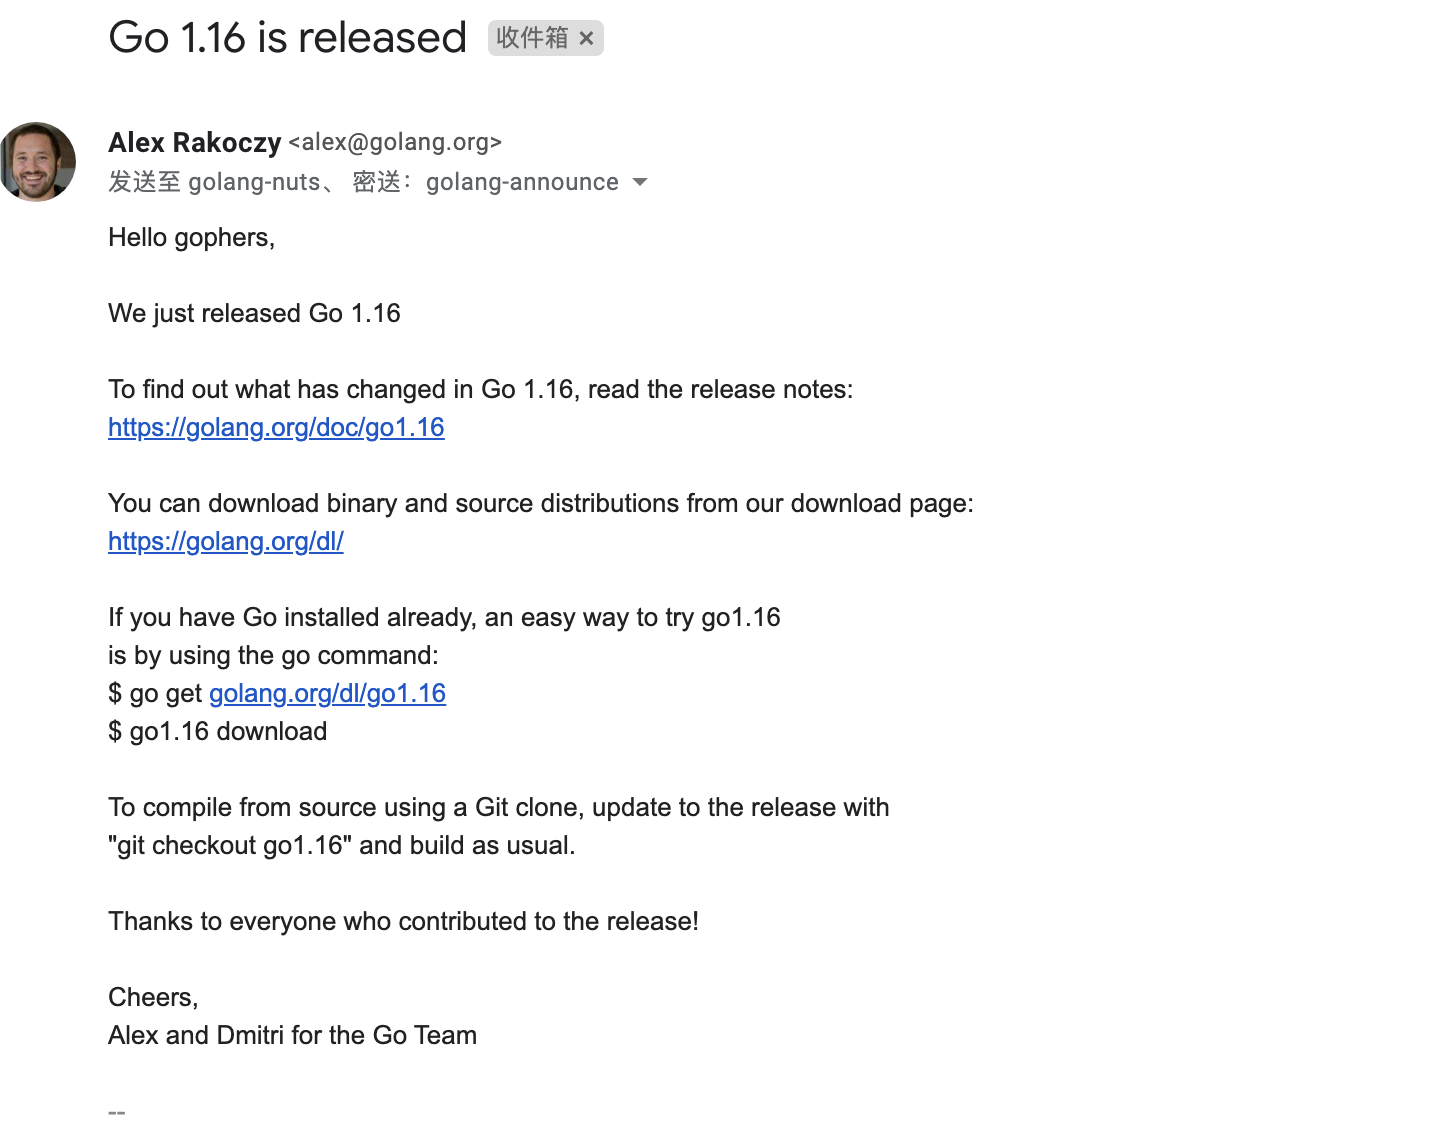 Go 1.16 is released 收件箱 ×
Alex Rakoczy <alex@golang.org>
发送至 golang-nuts、 密送： golang-announce
Hello gophers,
We just released Go 1.16
To find out what has changed in Go 1.16, read the release notes:
https://golang.org/doc/go1.16
You can download binary and source distributions from our download page:
https://golang.org/dl/
If you have Go installed already, an easy way to try go1.16
is by using the go command:
$ go get golang.org/dl/go1.16
$ go1.16 download
To compile from source using a Git clone, update to the release with
"git checkout go1.16" and build as usual.
Thanks to everyone who contributed to the release!
Cheers,
Alex and Dmitri for the Go Team
--